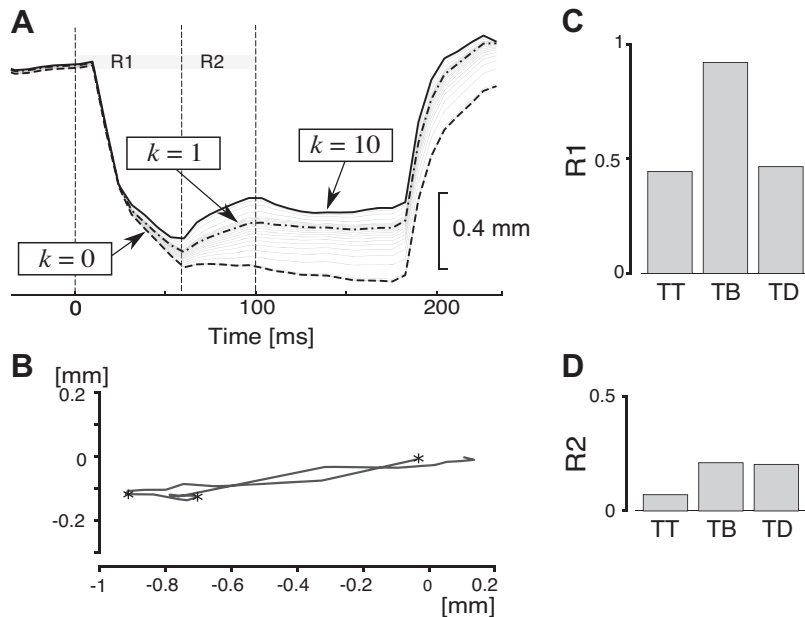 A
R1 R2
k = 1
k = 10
k = 0
0.4 mm
0 100 200
Time [ms]
B
[mm]
0.2
0
-0.2
-1 -0.8 -0.6 -0.4 -0.2 0 0.2
[mm]
C
R1
1
0.5
0
TT TB TD
D
R2
0.5
0
TT TB TD